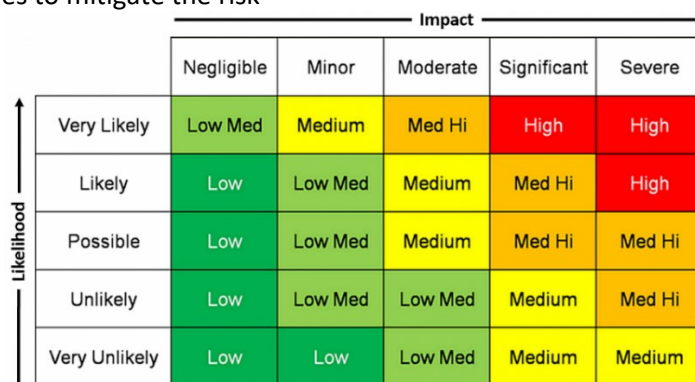 es to mitigate the risk
Impact
Negligible Minor Moderate Significant Severe
Very Likely Low Med Medium Med Hi High High
Likely Low Low Med Medium Med Hi High
Possible Low Low Med Medium Med Hi Med Hi
Unlikely Low Low Med Low Med Medium Med Hi
Very Unlikely Low Low Low Med Medium Medium
Likelihood